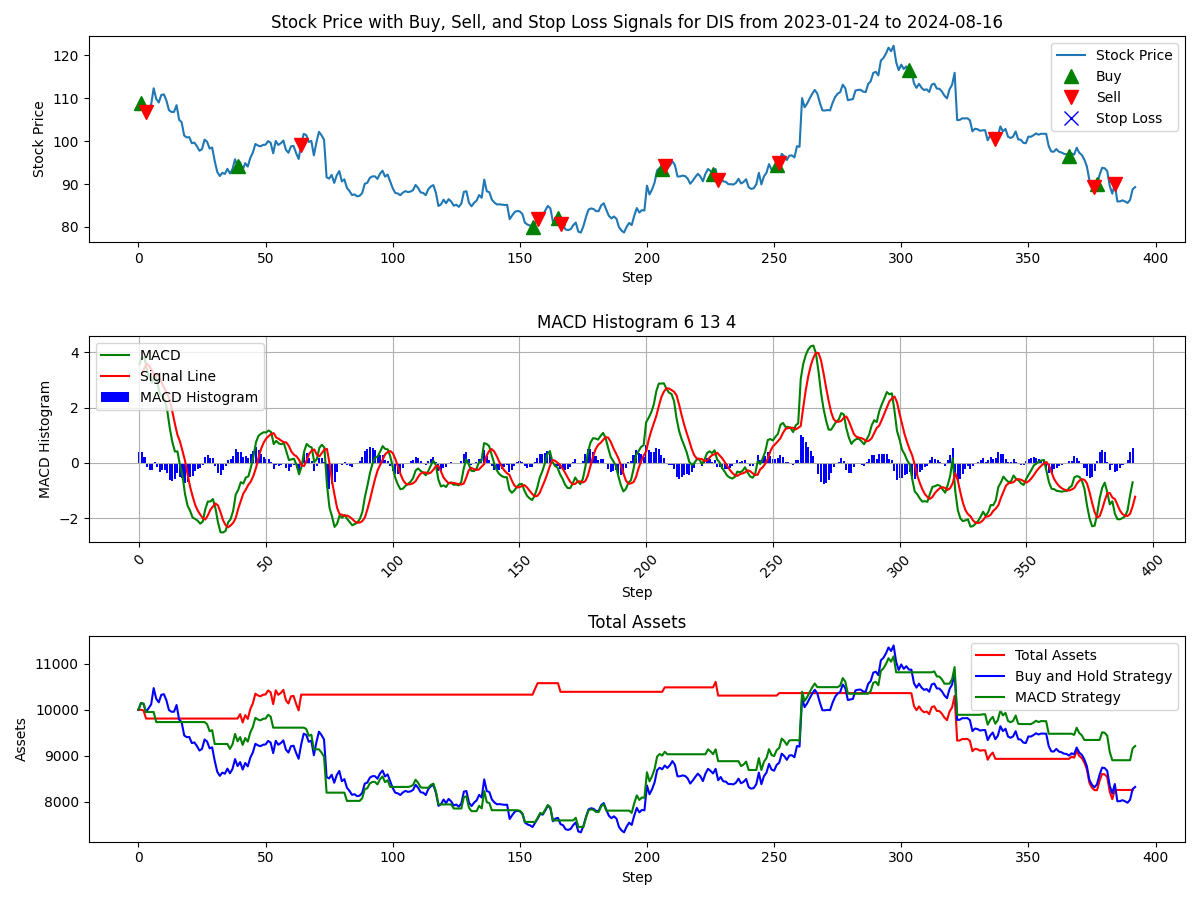 Stock Price with Buy, Sell, and Stop Loss Signals for DIS from 2023-01-24 to 2024-08-16
Stock Price
120
110
100
90
80
Stock Price
Buy
Sell
Stop Loss
0 50 100 150 200 250 300 350 400
Step
MACD Histogram 6 13 4
MACD Histogram
4
2
0
−2
MACD
Signal Line
MACD Histogram
0 50 100 150 200 250 300 350 400
Step
Total Assets
Assets
11000
10000
9000
8000
Total Assets
Buy and Hold Strategy
MACD Strategy
0 50 100 150 200 250 300 350 400
Step